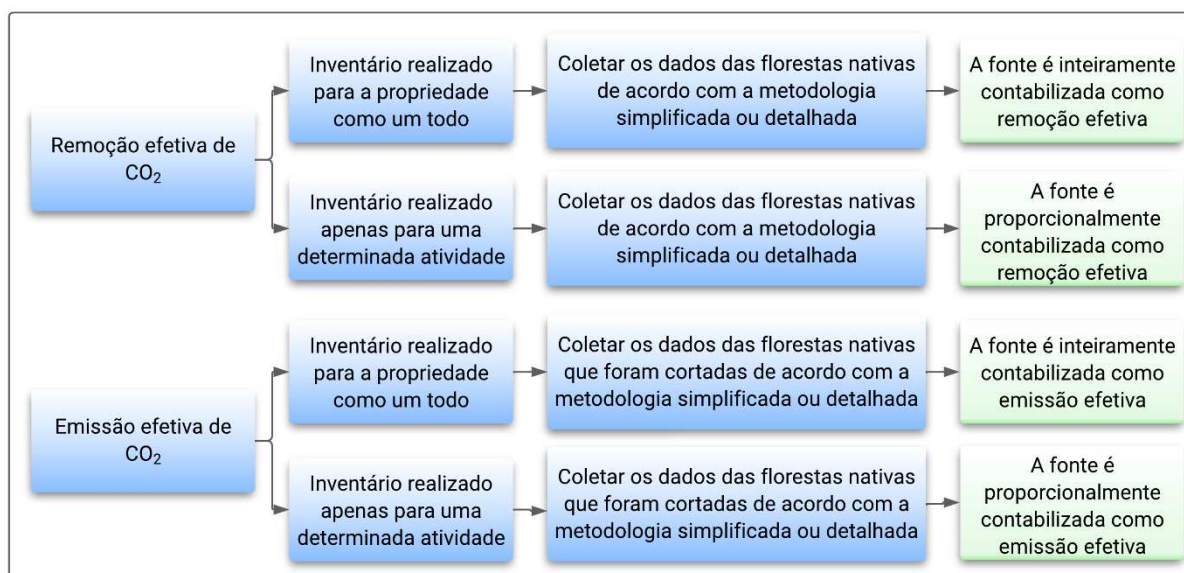 Remoção efetiva de
CO₂
Inventário realizado
para a propriedade
como um todo
Coletar os dados das florestas nativas
de acordo com a metodologia
simplificada ou detalhada
A fonte é inteiramente
contabilizada como
remoção efetiva
Inventário realizado
apenas para uma
determinada atividade
Coletar os dados das florestas nativas
de acordo com a metodologia
simplificada ou detalhada
A fonte é
proporcionalmente
contabilizada como
remoção efetiva
Emissão efetiva de
CO₂
Inventário realizado
para a propriedade
como um todo
Coletar os dados das florestas nativas
que foram cortadas de acordo com a
metodologia simplificada ou detalhada
A fonte é inteiramente
contabilizada como
emissão efetiva
Inventário realizado
apenas para uma
determinada atividade
Coletar os dados das florestas nativas
que foram cortadas de acordo com a
metodologia simplificada ou detalhada
A fonte é
proporcionalmente
contabilizada como
emissão efetiva